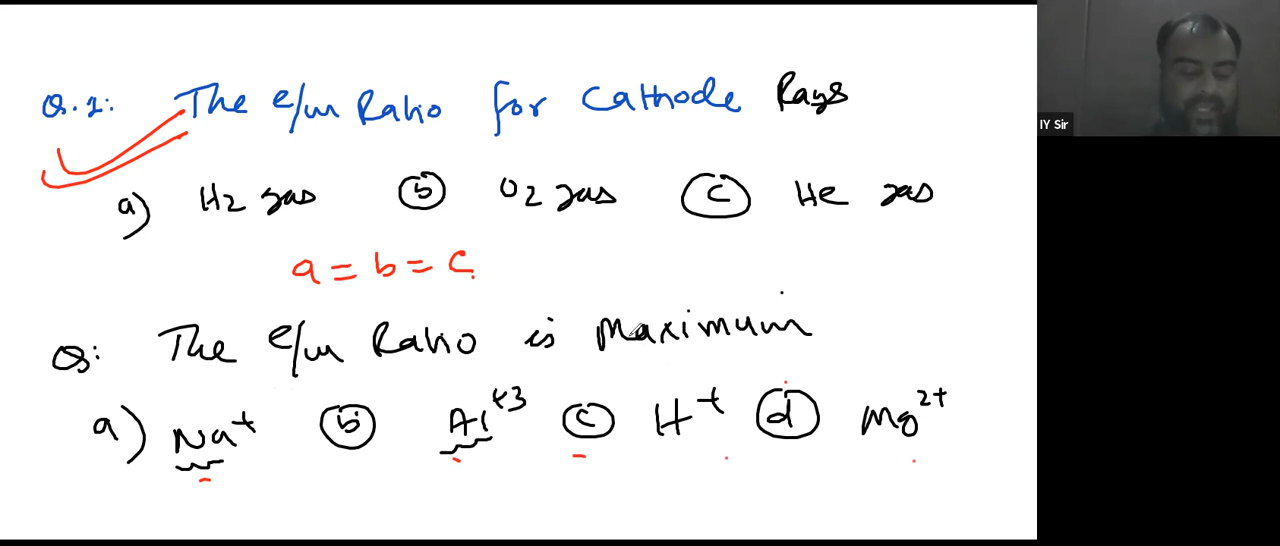 Q.1: The e/m Ratio for Cathode Rays
a) H2 gas (b) O2 gas (c) He gas
a = b = c
Q: The e/m Ratio is Maximum
a) Na+ (b) Al+3 (c) H+ (d) Mg2+
IY Sir